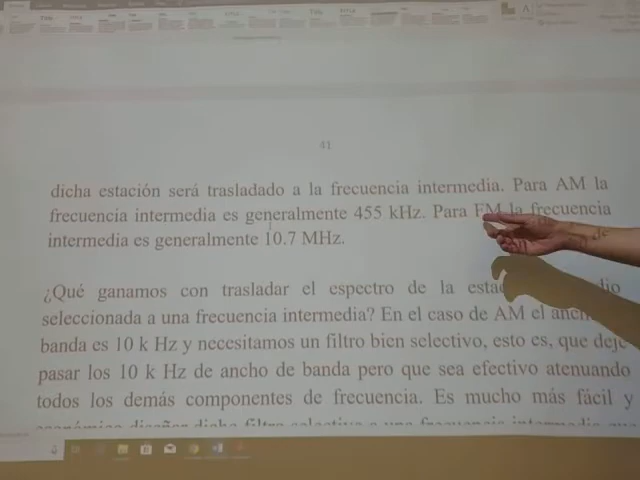 41
dicha estación será trasladado a la frecuencia intermedia. Para AM la
frecuencia intermedia es generalmente 455 kHz. Para FM la frecuencia
intermedia es generalmente 10.7 MHz.
¿Qué ganamos con trasladar el espectro de la
seleccionada a una frecuencia intermedia? En el caso de AM el
banda es 10 k Hz y necesitamos un filtro bien selectivo, esto es, que deje
pasar los 10 k Hz de ancho de banda pero que sea efectivo atenuando
todos los demás componentes de frecuencia. Es mucho más fácil y